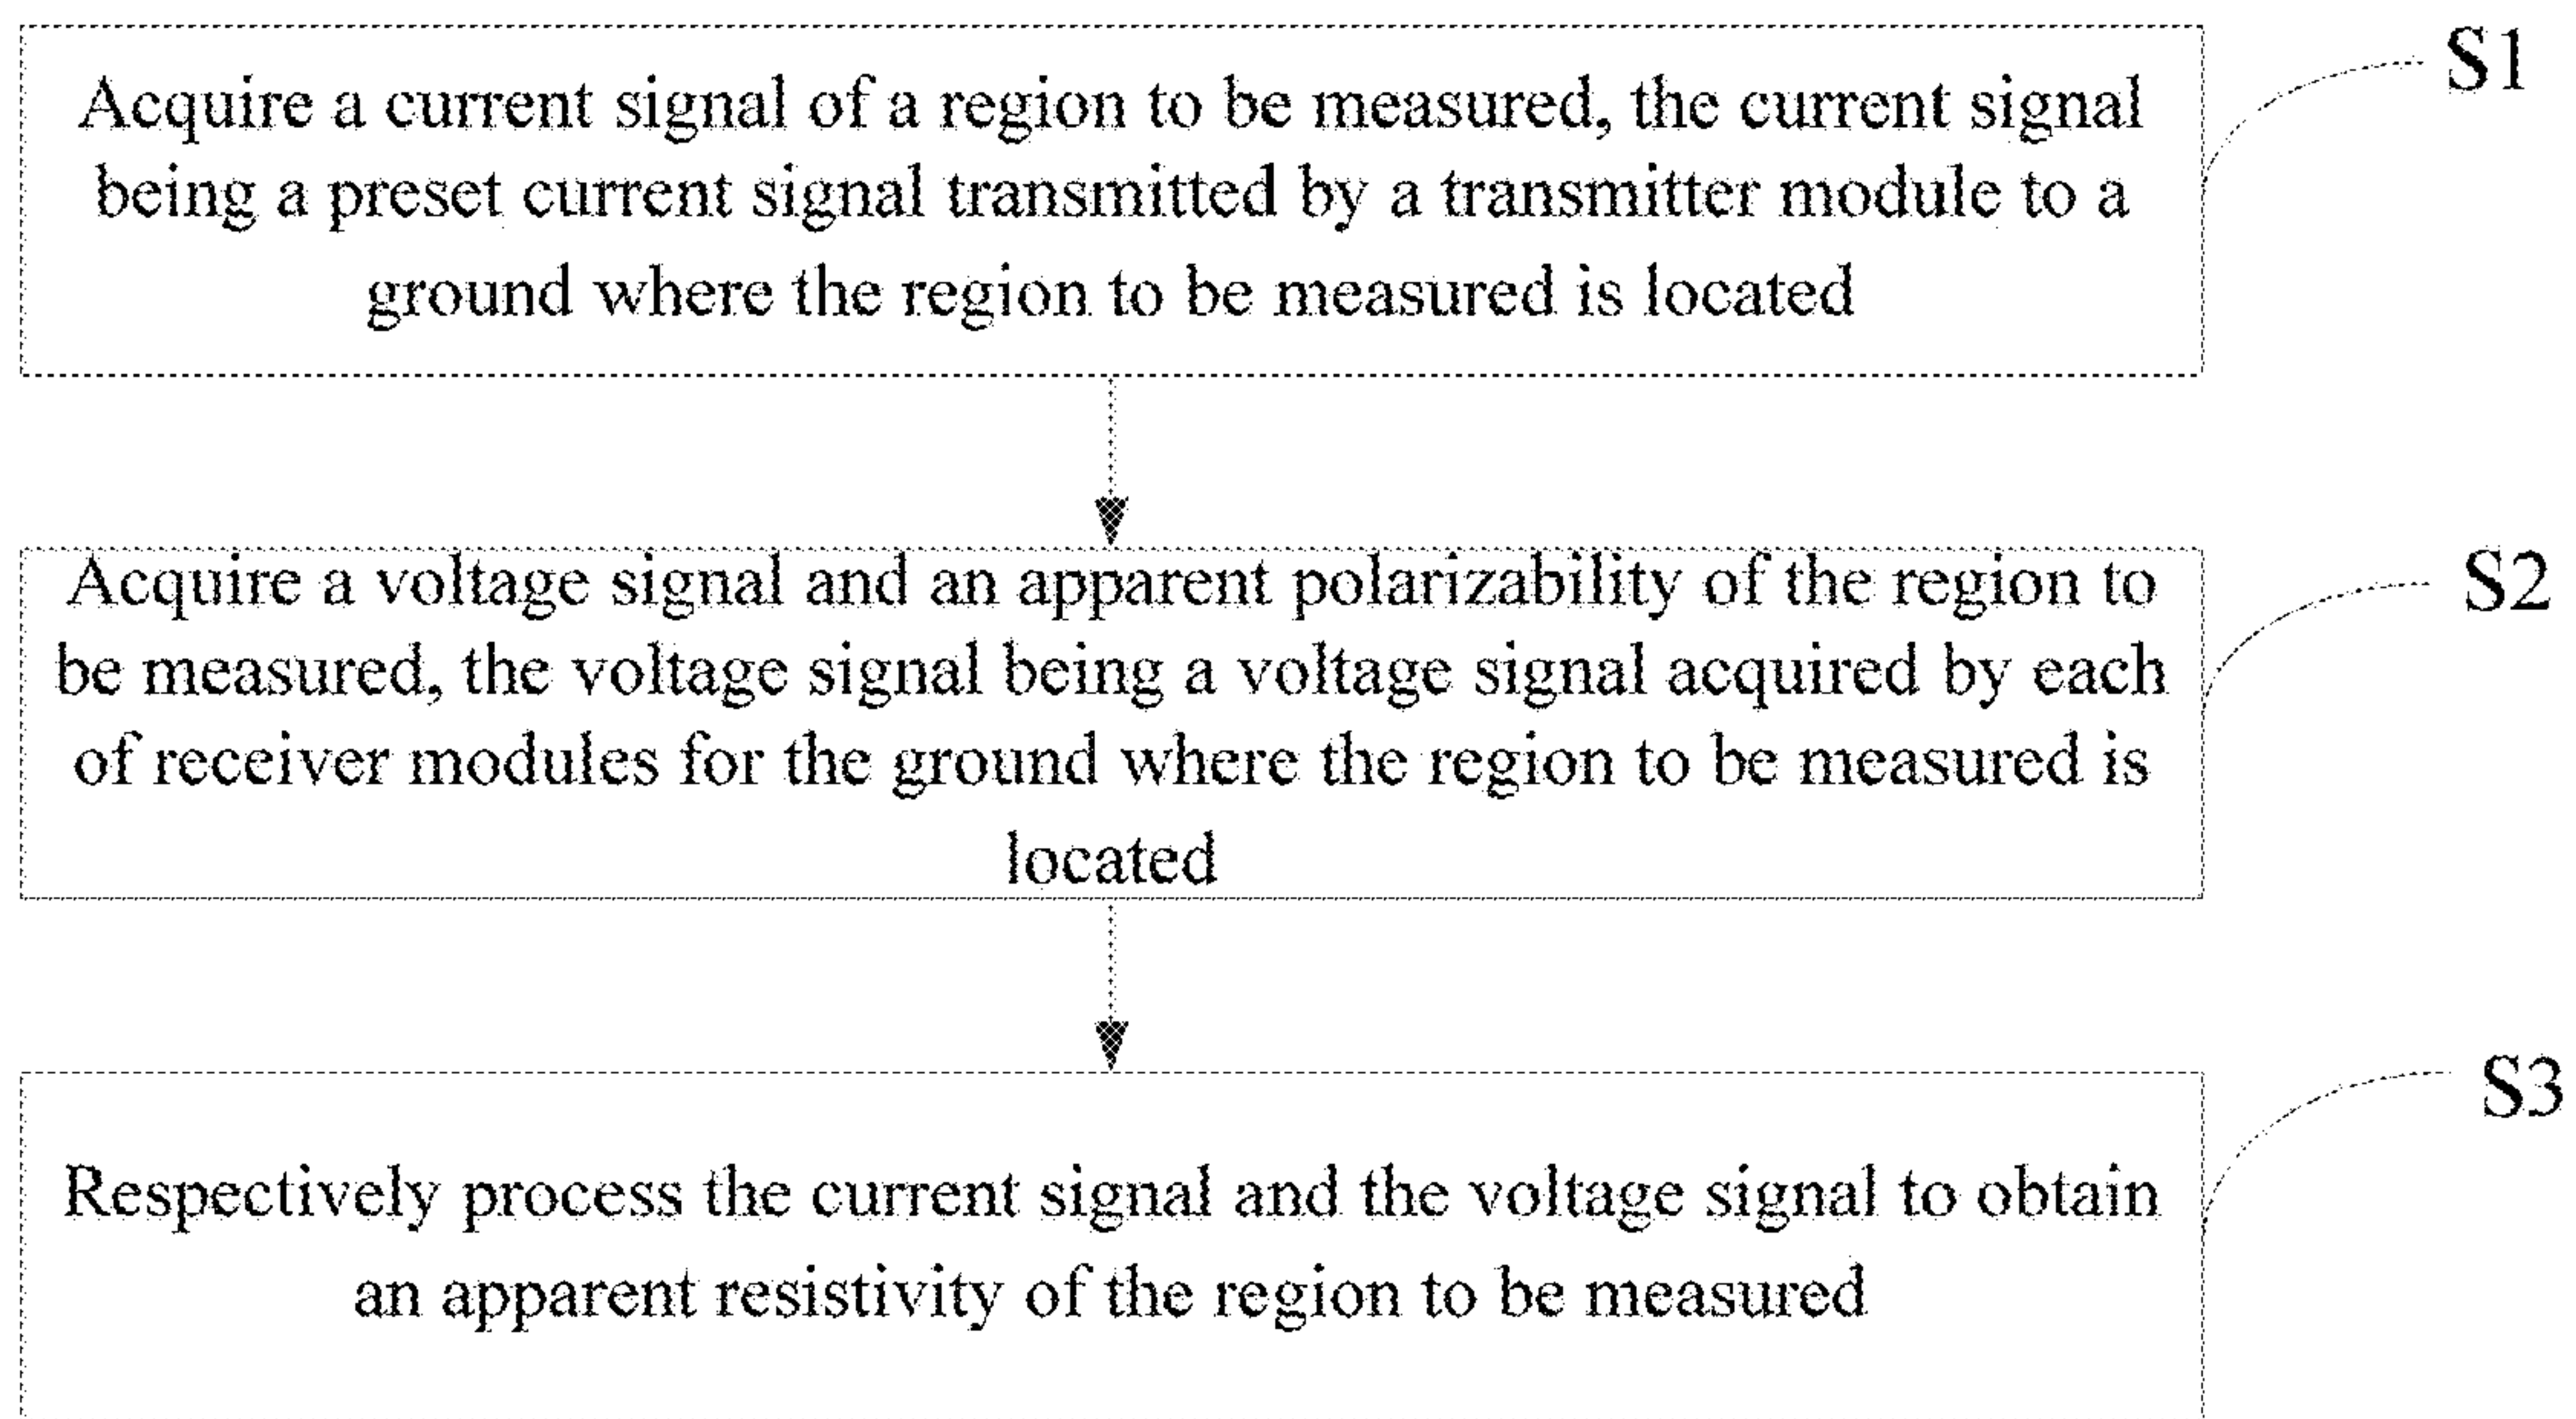 Acquire a current signal of a region to be measured, the current signal
being a preset current signal transmitted by a transmitter module to a
ground where the region to be measured is located
S1
Acquire a voltage signal and an apparent polarizability of the region to
be measured, the voltage signal being a voltage signal acquired by each
of receiver modules for the ground where the region to be measured is
located
S2
Respectively process the current signal and the voltage signal to obtain
an apparent resistivity of the region to be measured
S3